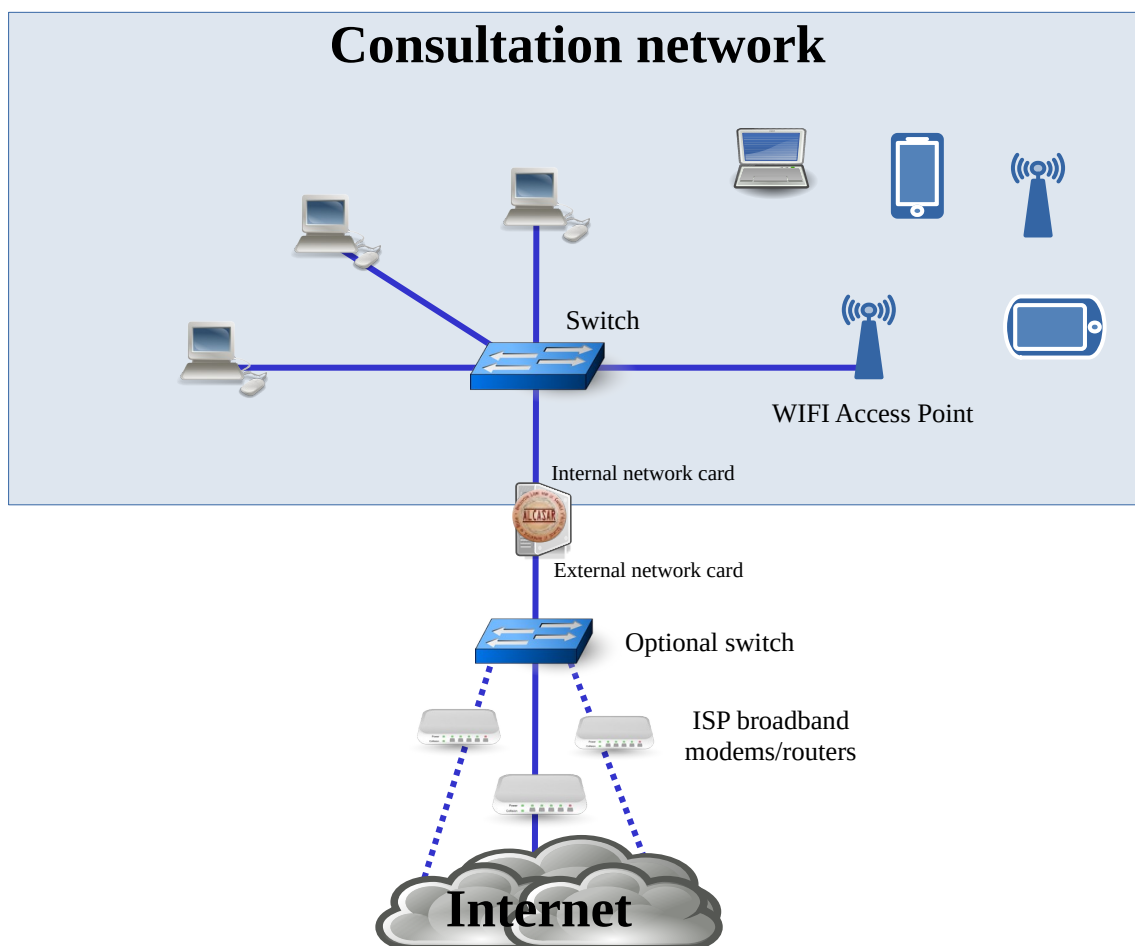 Consultation network
Switch
WIFI Access Point
Internal network card
ALCASAR
External network card
Optional switch
ISP broadband
modems/routers
Internet